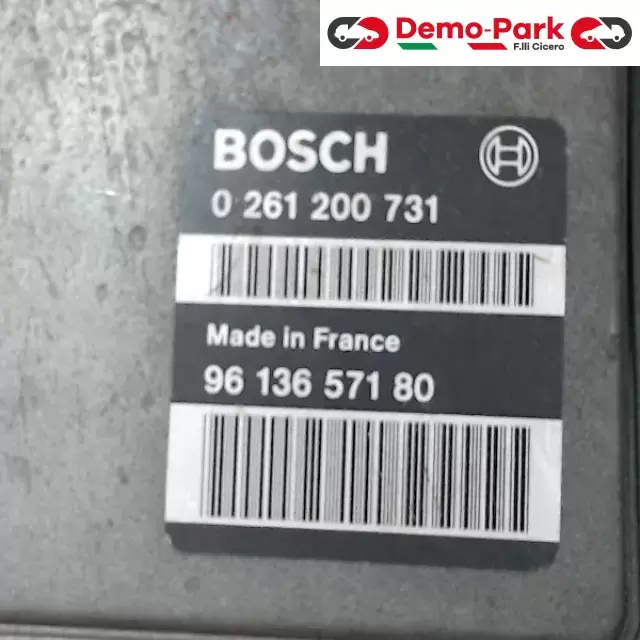 Demo-Park
F.lli Cicero
BOSCH
0 261 200 731
Made in France
96 136 571 80